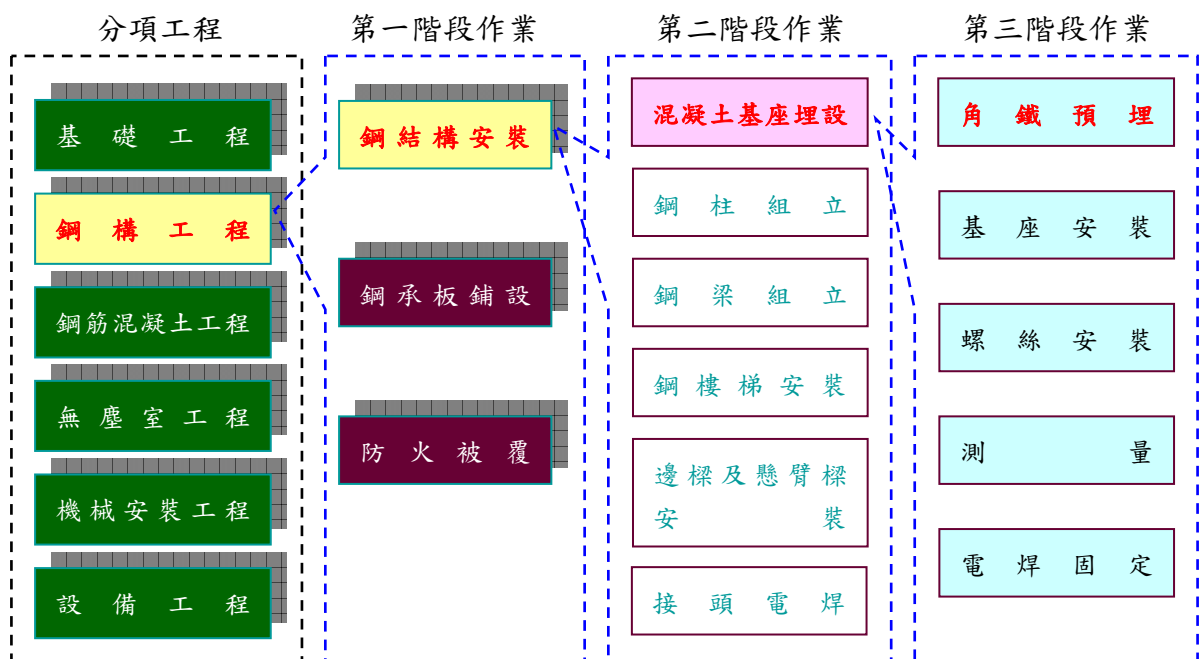 分項工程
基礎工程
鋼構工程
鋼筋混凝土工程
無塵室工程
機械安裝工程
設備工程
第一階段作業
鋼結構安裝
鋼承板鋪設
防火被覆
第二階段作業
混凝土基座埋設
鋼柱組立
鋼梁組立
鋼樓梯安裝
邊樑及懸臂樑
安裝
接頭電焊
第三階段作業
角鐵預埋
基座安裝
螺絲安裝
測量
電焊固定